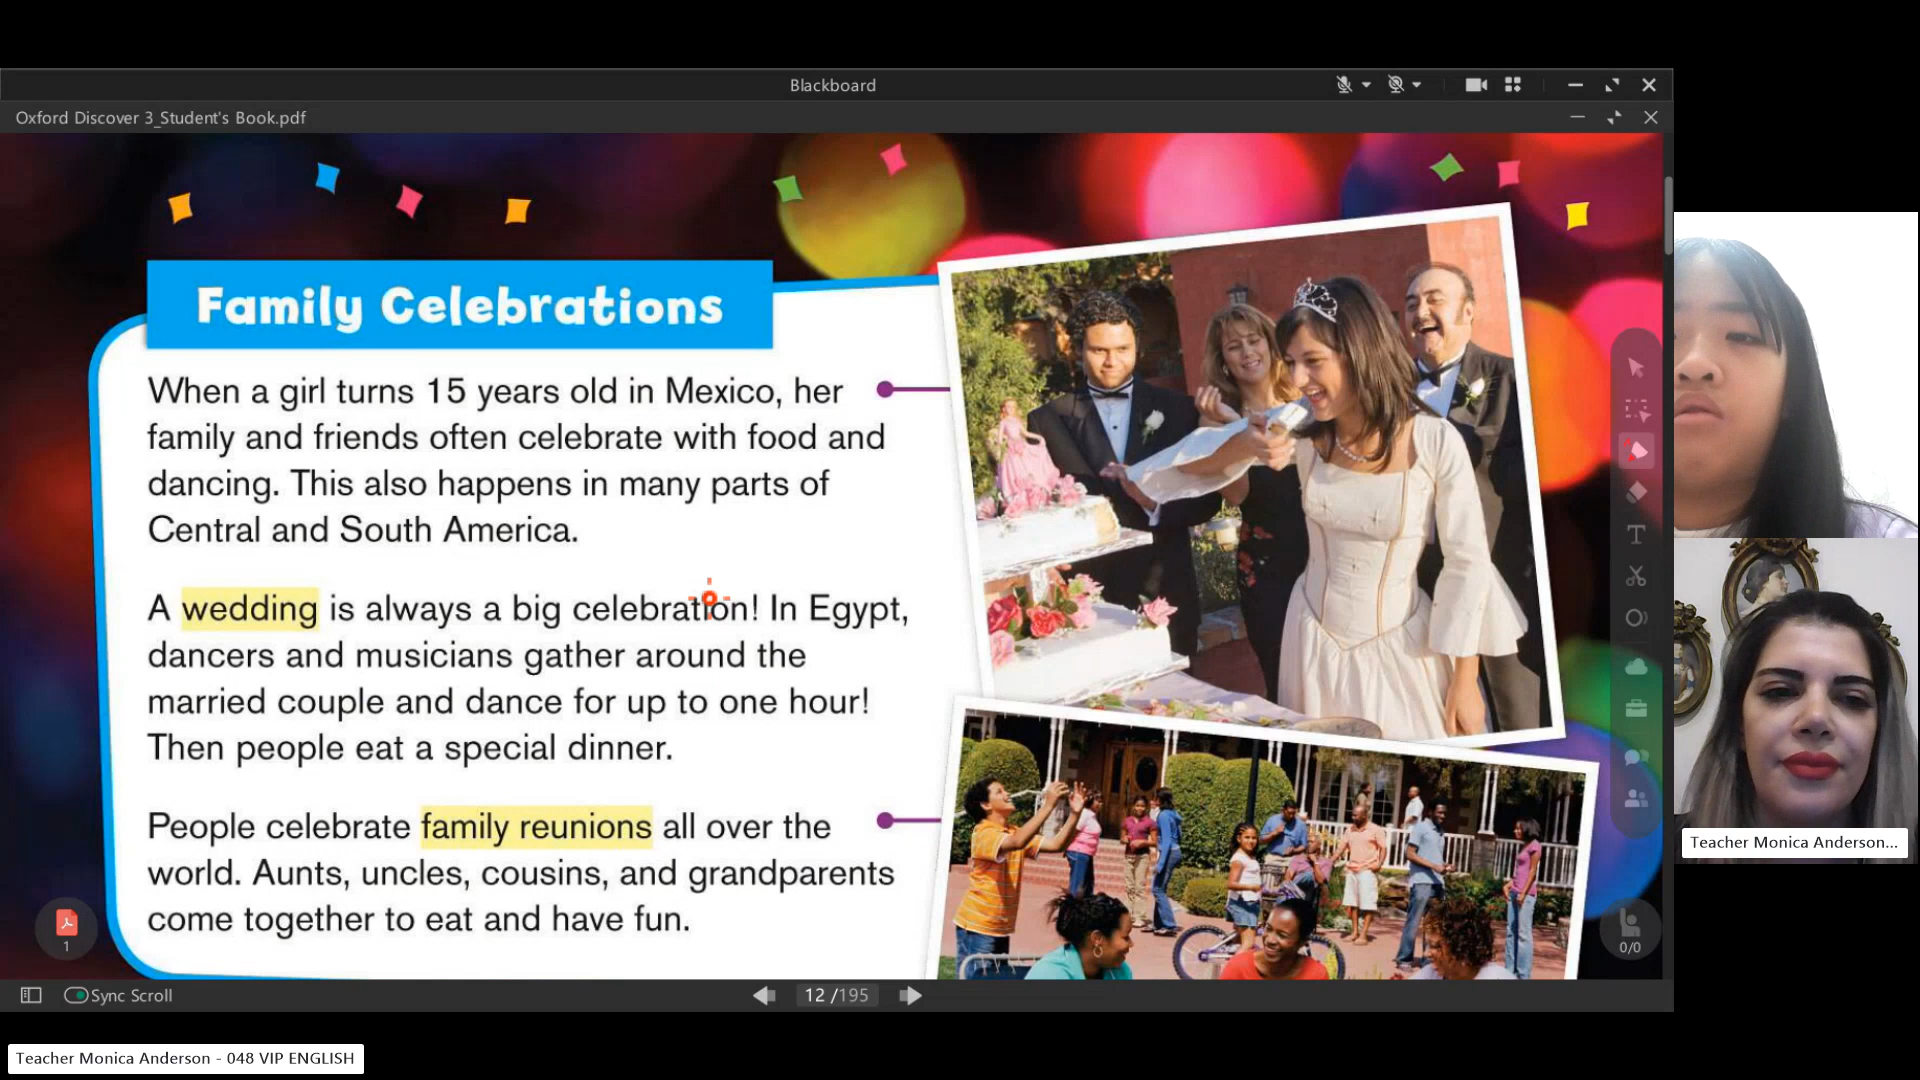 Blackboard
Oxford Discover 3_Student's Book.pdf
Family Celebrations
When a girl turns 15 years old in Mexico, her
family and friends often celebrate with food and
dancing. This also happens in many parts of
Central and South America.
A wedding is always a big celebration! In Egypt,
dancers and musicians gather around the
married couple and dance for up to one hour!
Then people eat a special dinner.
People celebrate family reunions all over the
world. Aunts, uncles, cousins, and grandparents
come together to eat and have fun.
1
0/0
Sync Scroll
12 /195
Teacher Monica Anderson...
Teacher Monica Anderson - 048 VIP ENGLISH